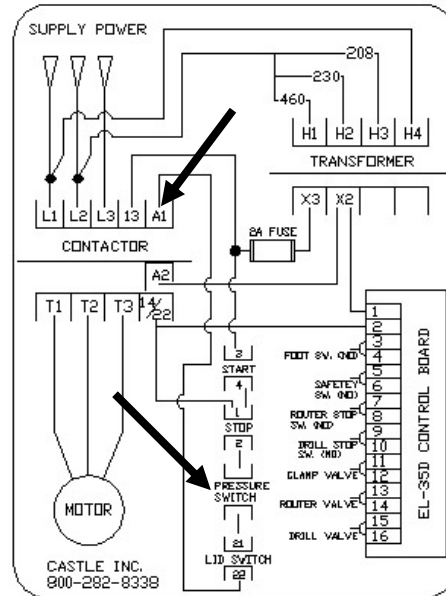 SUPPLY POWER
208
230
460
H1 H2 H3 H4
TRANSFORMER
L1 L2 L3 13 A1
X3 X2
CONTACTOR
2A FUSE
A2
T1 T2 T3 14/22
3
START
4
1
STOP
2
PRESSURE
SWITCH
21
LID SWITCH
22
1
2
3
FOOT SW. (NO) 4
5
SAFETEY 6
SW. (NO) 7
ROUTER STOP 8
SW. (NO) 9
DRILL STOP 10
SW. (NO) 11
CLAMP VALVE 12
13
ROUTER VALVE 14
15
DRILL VALVE 16
EL-35D CONTROL BOARD
MOTOR
CASTLE INC.
800-282-8338